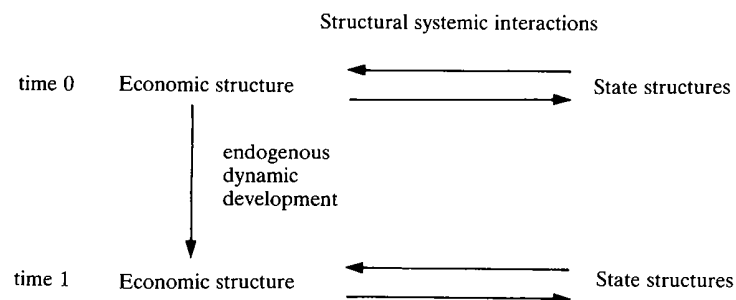 Structural systemic interactions
time 0 Economic structure State structures
endogenous
dynamic
development
time 1 Economic structure State structures